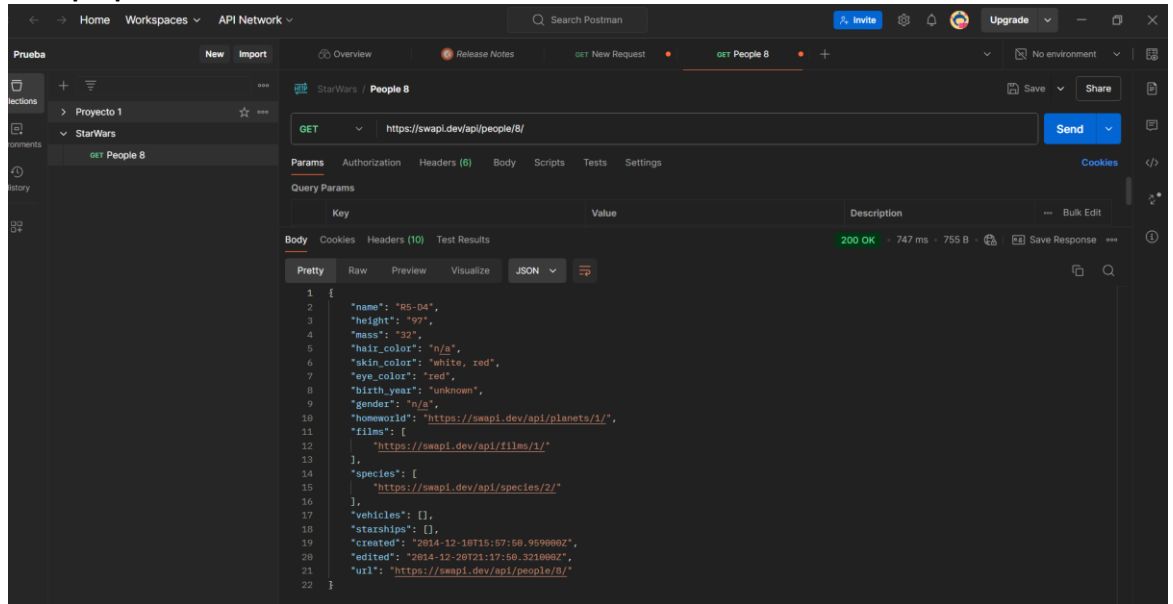 Home Workspaces API Network Search Postman Invite Upgrade
Prueba New Import Overview Release Notes GET New Request GET People 8 No environment
StarWars / People 8 Save Share
Proyecto 1
StarWars
GET People 8
GET https://swapi.dev/api/people/8/ Send
Params Authorization Headers (6) Body Scripts Tests Settings Cookies
Query Params
Key Value Description Bulk Edit
Body Cookies Headers (10) Test Results 200 OK 747 ms 755 B Save Response
Pretty Raw Preview Visualize JSON
1 {
2 "name": "R5-D4",
3 "height": "97",
4 "mass": "32",
5 "hair_color": "n/a",
6 "skin_color": "white, red",
7 "eye_color": "red",
8 "birth_year": "unknown",
9 "gender": "n/a",
10 "homeworld": "https://swapi.dev/api/planets/1/",
11 "films": [
12 "https://swapi.dev/api/films/1/"
13 ],
14 "species": [
15 "https://swapi.dev/api/species/2/"
16 ],
17 "vehicles": [],
18 "starships": [],
19 "created": "2014-12-10T15:57:50.959000Z",
20 "edited": "2014-12-20T21:17:50.321000Z",
21 "url": "https://swapi.dev/api/people/8/"
22 }